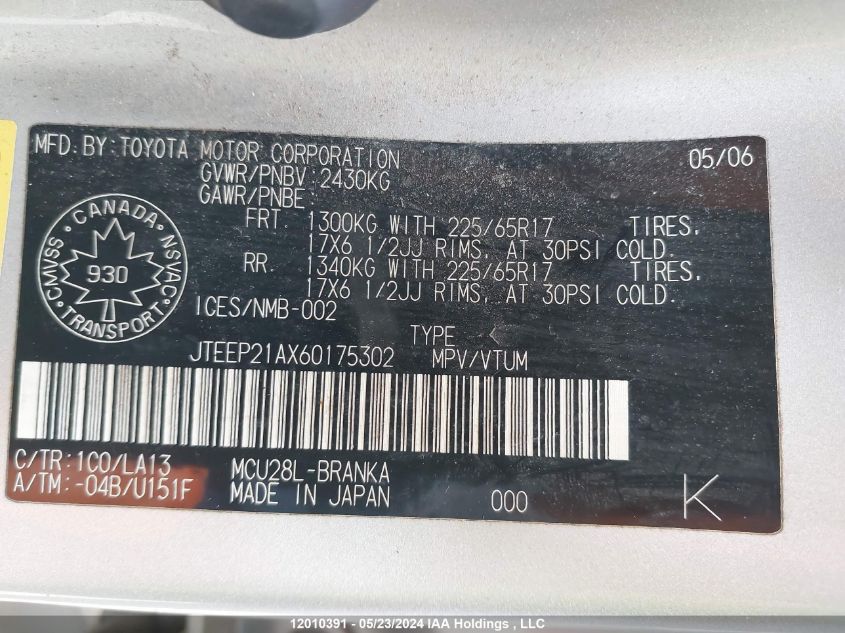 MFD. BY: TOYOTA MOTOR CORPORATION 05/06
GVWR/PNBV: 2430KG
GAWR/PNBE:
FRT. 1300KG WITH 225/65R17 TIRES.
17X6 1/2JJ RIMS, AT 30PSI COLD.
RR. 1340KG WITH 225/65R17 TIRES.
17X6 1/2JJ RIMS, AT 30PSI COLD.
CANADA
CMVSS 930 NSVAC
TRANSPORT
ICES/NMB-002
TYPE
JTEEP21AX60175302 MPV/VTUM
C/TR: 1C0/LA13 MCU28L-BRANKA
A/TM: -04B/U151F MADE IN JAPAN 000 K
12010391 - 05/23/2024 IAA Holdings , LLC